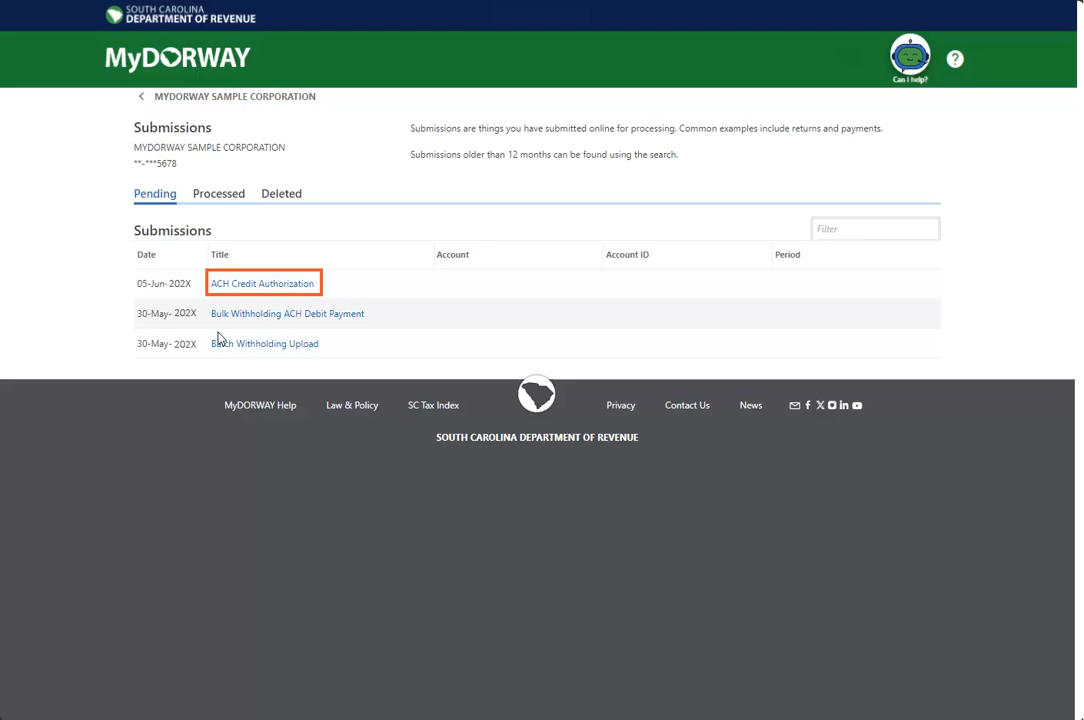 SOUTH CAROLINA
DEPARTMENT OF REVENUE
MyDORWAY
Can I help?
?
MYDORWAY SAMPLE CORPORATION
Submissions
MYDORWAY SAMPLE CORPORATION
**-***5678
Submissions are things you have submitted online for processing. Common examples include returns and payments.
Submissions older than 12 months can be found using the search.
Pending Processed Deleted
Submissions
Filter
Date Title Account Account ID Period
05-Jun-202X ACH Credit Authorization
30-May- 202X Bulk Withholding ACH Debit Payment
30-May- 202X Batch Withholding Upload
MyDORWAY Help Law & Policy SC Tax Index Privacy Contact Us News
SOUTH CAROLINA DEPARTMENT OF REVENUE